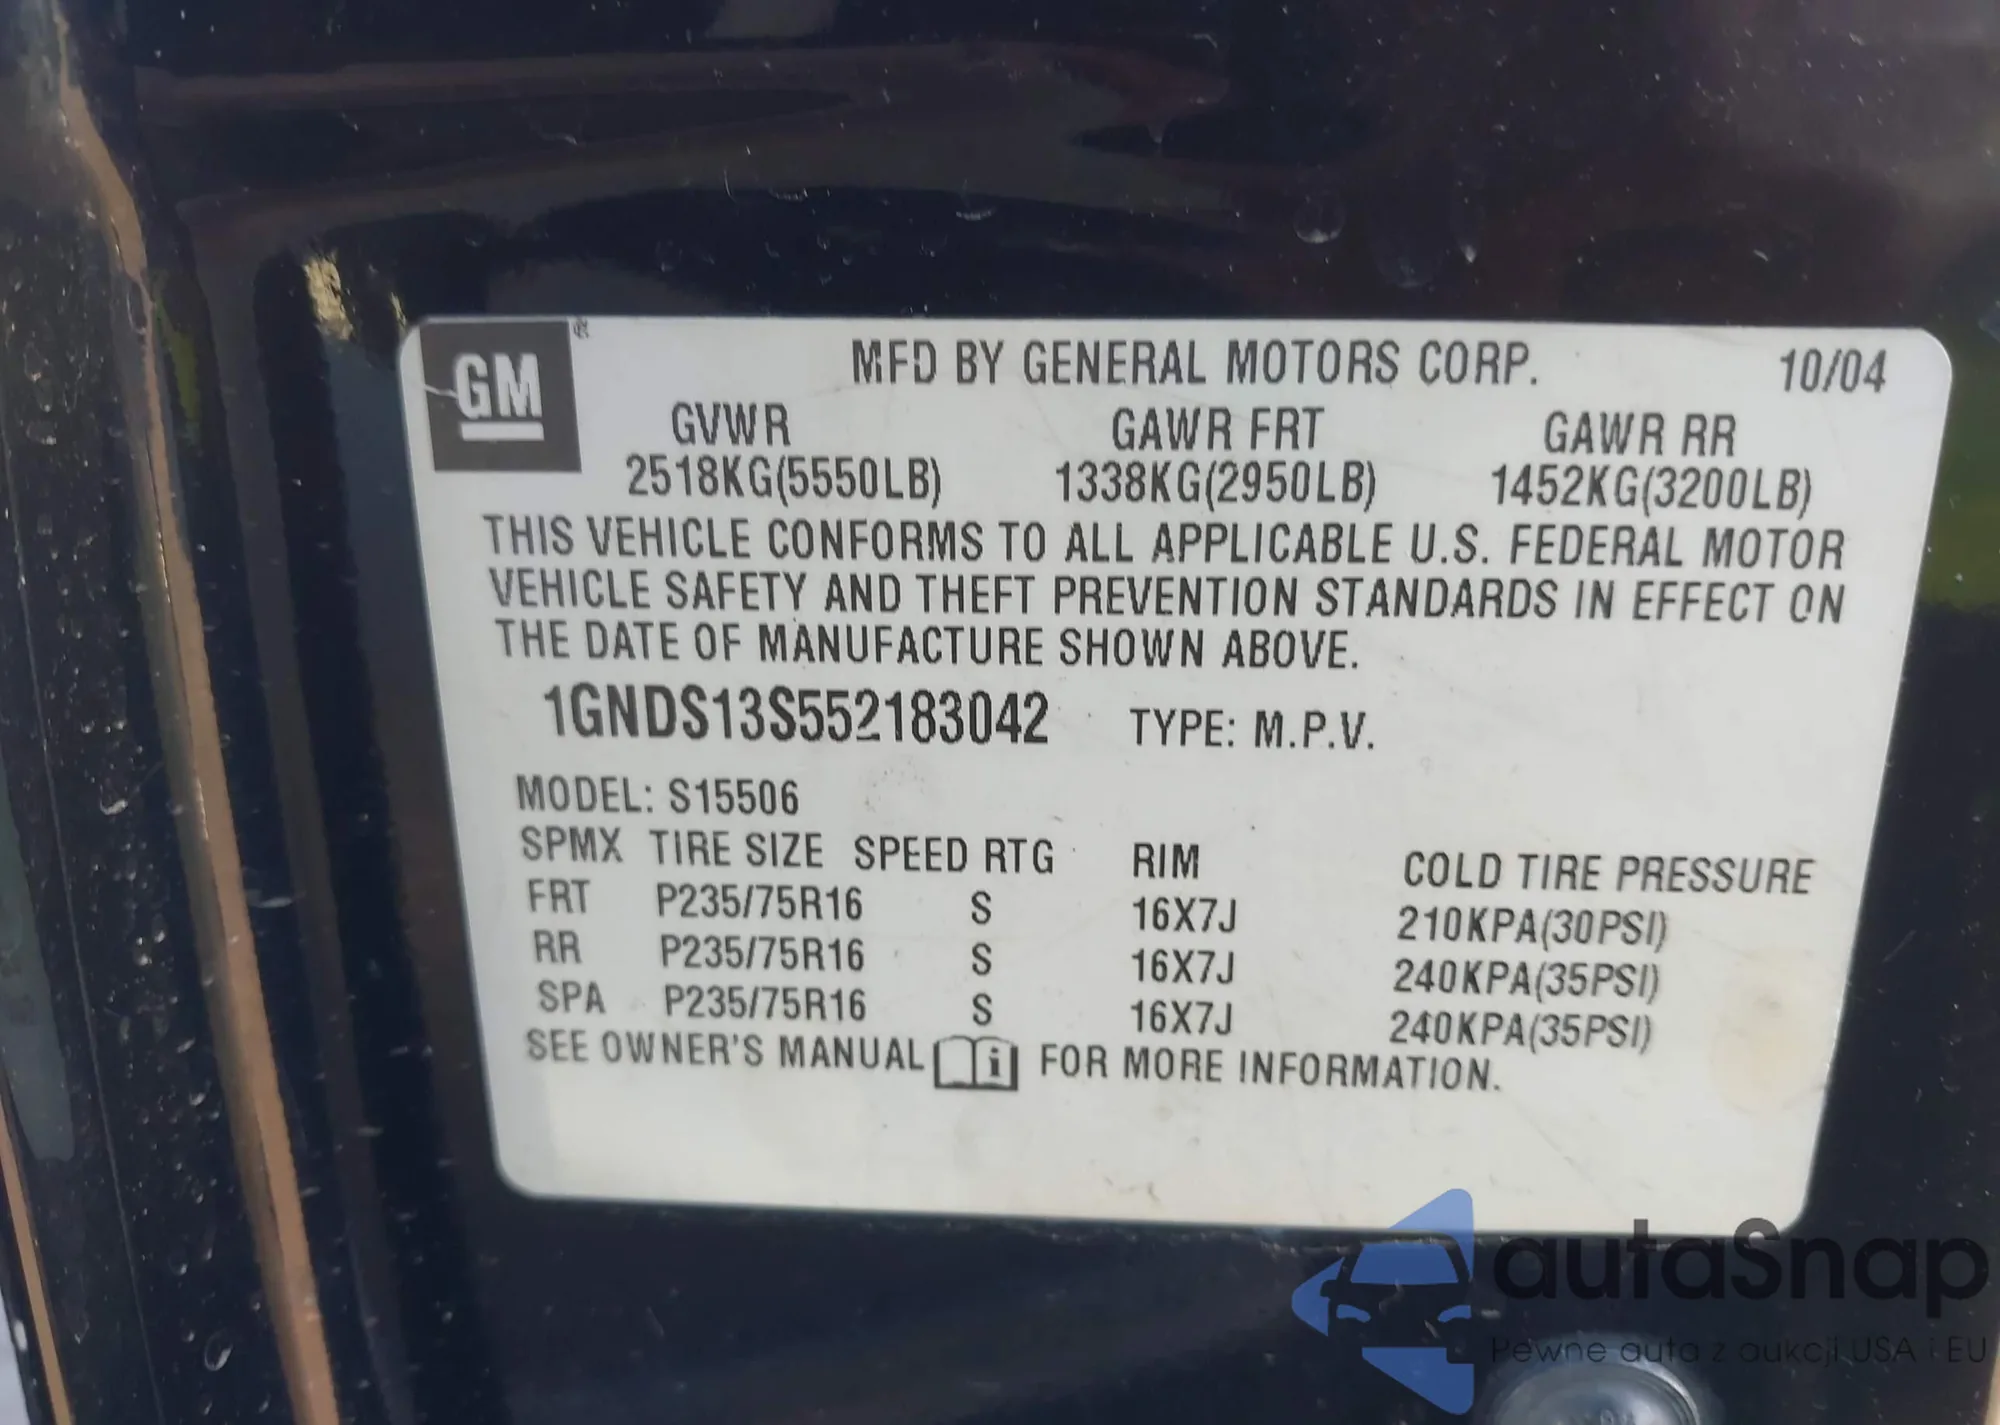 GM
MFD BY GENERAL MOTORS CORP. 10/04
GVWR GAWR FRT GAWR RR
2518KG(5550LB) 1338KG(2950LB) 1452KG(3200LB)
THIS VEHICLE CONFORMS TO ALL APPLICABLE U.S. FEDERAL MOTOR
VEHICLE SAFETY AND THEFT PREVENTION STANDARDS IN EFFECT ON
THE DATE OF MANUFACTURE SHOWN ABOVE.
1GNDS13S552183042 TYPE: M.P.V.
MODEL: S15506
SPMX TIRE SIZE SPEED RTG RIM COLD TIRE PRESSURE
FRT P235/75R16 S 16X7J 210KPA(30PSI)
RR P235/75R16 S 16X7J 240KPA(35PSI)
SPA P235/75R16 S 16X7J 240KPA(35PSI)
SEE OWNER'S MANUAL i FOR MORE INFORMATION.
autaSnap
Pewne auta z aukcji USA i EU